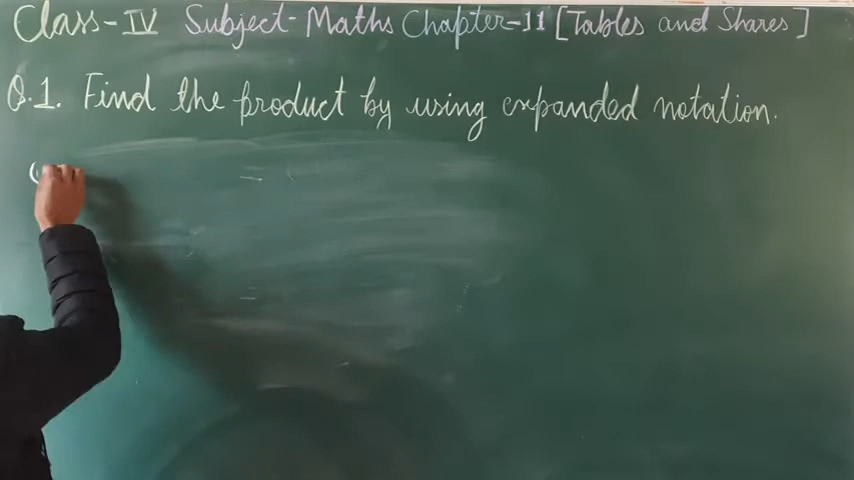 Class-IV Subject-Maths Chapter-11 [Tables and Shares]
Q.1. Find the product by using expanded notation.
(